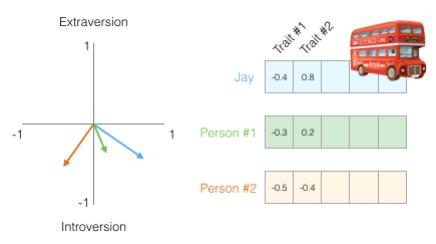 Extraversion
1
-1
1
-1
Introversion
Trait #1
Trait #2
Jay
-0.4 0.8
Person #1
-0.3 0.2
Person #2
-0.5 -0.4
LONDON